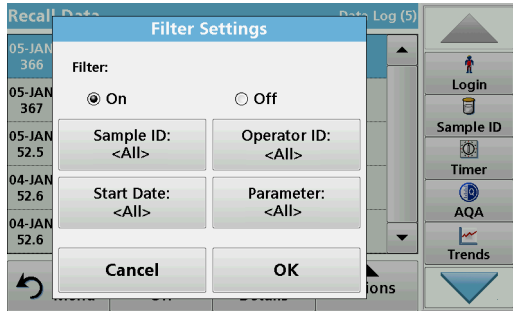 Recall Data
Data Log (5)
Filter Settings
05-JAN
366
05-JAN
367
05-JAN
52.5
04-JAN
52.6
04-JAN
52.6
Filter:
On
Off
Sample ID:
<All>
Operator ID:
<All>
Start Date:
<All>
Parameter:
<All>
Cancel
OK
Login
Sample ID
Timer
AQA
Trends